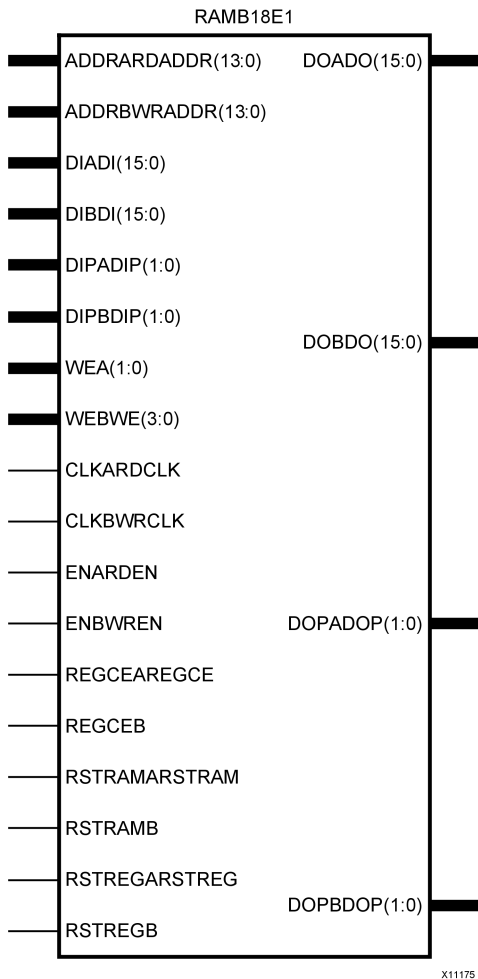 RAMB18E1
ADDRARDADDR(13:0) DOADO(15:0)
ADDRBWRADDR(13:0)
DIADI(15:0)
DIBDI(15:0)
DIPADIP(1:0)
DIPBDIP(1:0)
DOBDO(15:0)
WEA(1:0)
WEBWE(3:0)
CLKARDCLK
CLKBWRCLK
ENARDEN
ENBWREN DOPADOP(1:0)
REGCEAREGCE
REGCEB
RSTRAMARSTRAM
RSTRAMB
RSTREGARSTREG
DOPBDOP(1:0)
RSTREGB
X11175